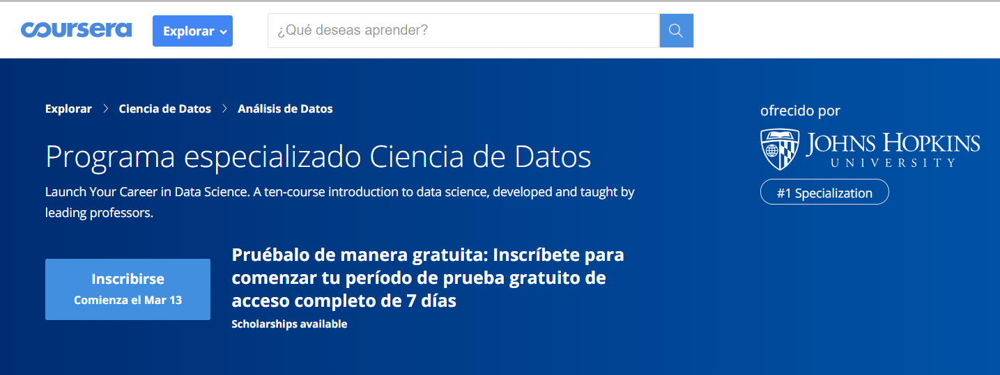 coursera
Explorar
¿Qué deseas aprender?
Explorar > Ciencia de Datos > Análisis de Datos
Programa especializado Ciencia de Datos
Launch Your Career in Data Science. A ten-course introduction to data science, developed and taught by
leading professors.
Inscribirse
Comienza el Mar 13
Pruébalo de manera gratuita: Inscríbete para
comenzar tu período de prueba gratuito de
acceso completo de 7 días
Scholarships available
ofrecido por
JOHNS HOPKINS
UNIVERSITY
#1 Specialization